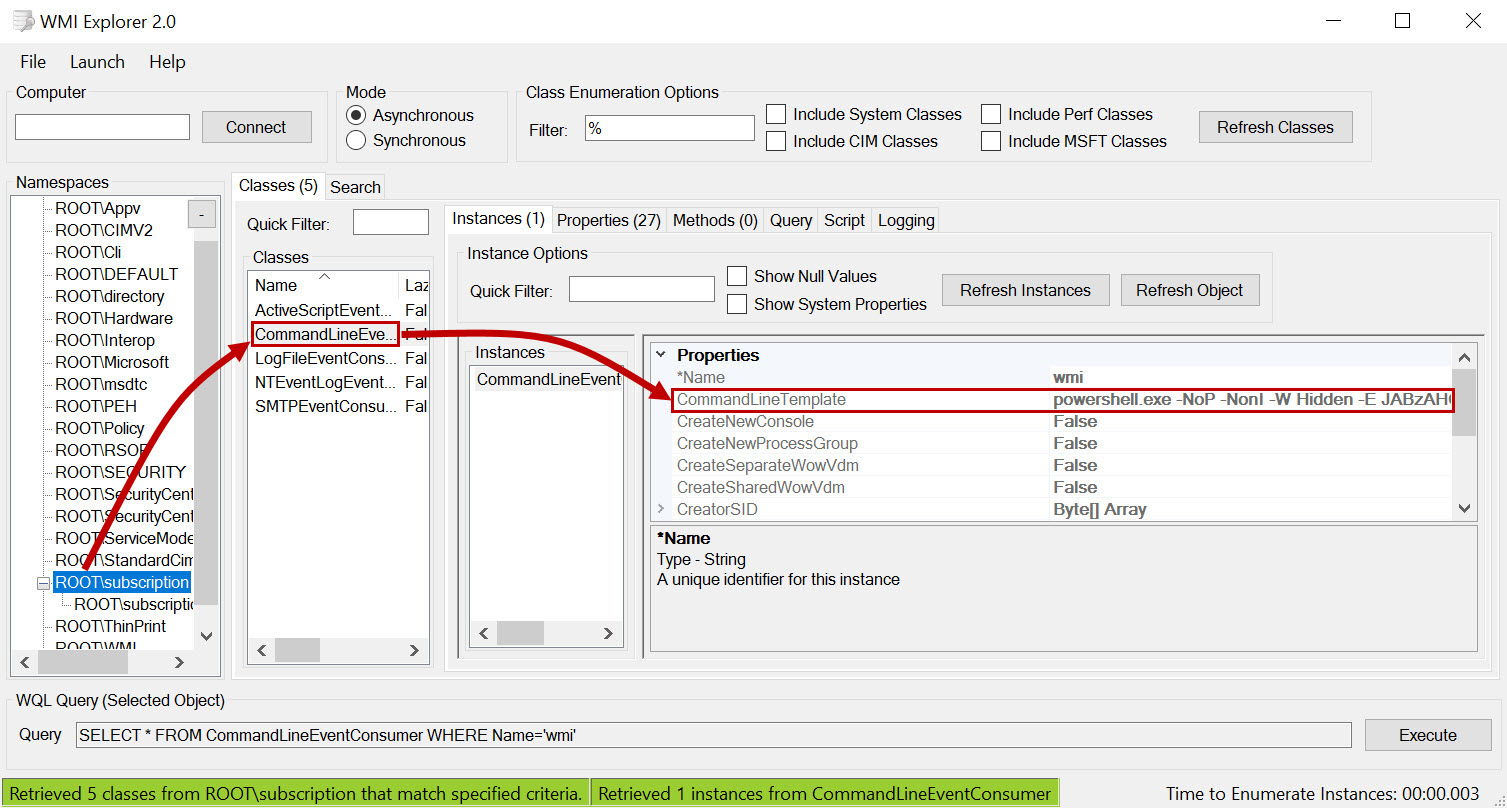 WMI Explorer 2.0
File Launch Help
Computer
Connect
Mode
Asynchronous
Synchronous
Class Enumeration Options
Filter: %
Include System Classes
Include CIM Classes
Include Perf Classes
Include MSFT Classes
Refresh Classes
Namespaces
-
ROOT\Appv
ROOT\CIMV2
ROOT\Cli
ROOT\DEFAULT
ROOT\directory
ROOT\Hardware
ROOT\Interop
ROOT\Microsoft
ROOT\msdtc
ROOT\PEH
ROOT\Policy
ROOT\RSOP
ROOT\SECURITY
ROOT\SecurityCent
ROOT\SecurityCent
ROOT\ServiceMode
ROOT\StandardCim
ROOT\subscription
ROOT\subscriptio
ROOT\ThinPrint
ROOT\WMI
Classes (5) Search
Quick Filter:
Classes
Name Laz
ActiveScriptEvent... Fal
CommandLineEve... Fal
LogFileEventCons... Fal
NTEventLogEvent... Fal
SMTPEventConsu... Fal
Instances (1) Properties (27) Methods (0) Query Script Logging
Instance Options
Quick Filter:
Show Null Values
Show System Properties
Refresh Instances
Refresh Object
Instances
CommandLineEvent
Properties
*Name wmi
CommandLineTemplate powershell.exe -NoP -NonI -W Hidden -E JABzAH
CreateNewConsole False
CreateNewProcessGroup False
CreateSeparateWowVdm False
CreateSharedWowVdm False
CreatorSID Byte[] Array
*Name
Type - String
A unique identifier for this instance
WQL Query (Selected Object)
Query SELECT * FROM CommandLineEventConsumer WHERE Name='wmi'
Execute
Retrieved 5 classes from ROOT\subscription that match specified criteria.
Retrieved 1 instances from CommandLineEventConsumer
Time to Enumerate Instances: 00:00.003